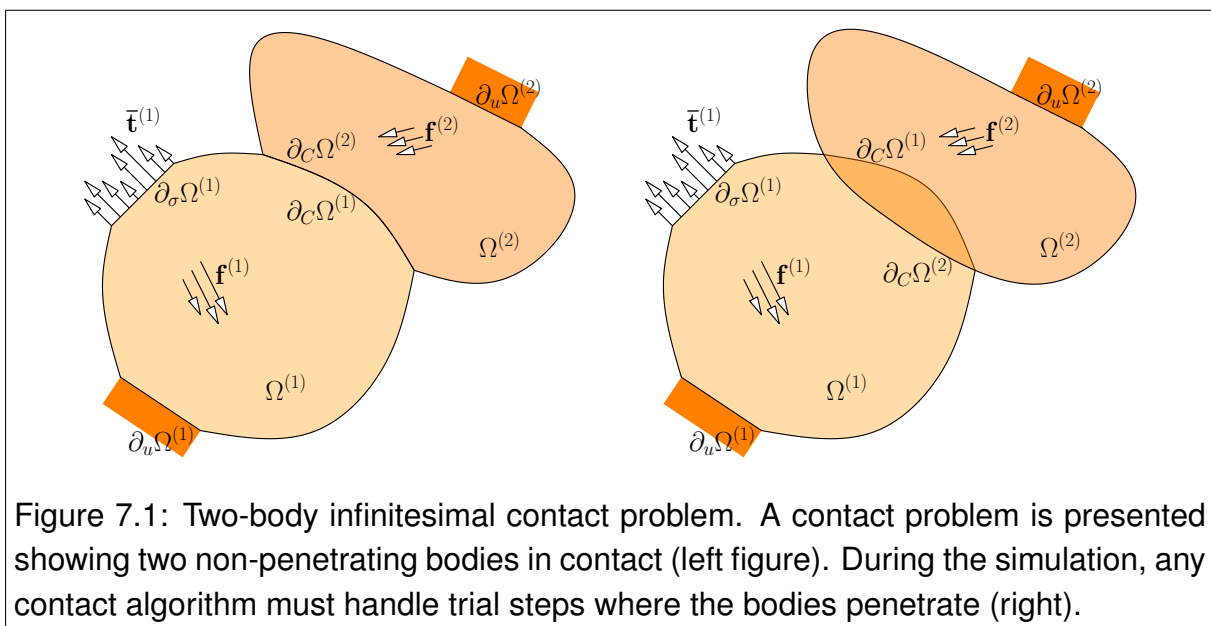 ∂_uΩ^(2)
t̄^(1)
f^(2)
∂_CΩ^(2)
∂_σΩ^(1)
∂_CΩ^(1)
Ω^(2)
f^(1)
Ω^(1)
∂_uΩ^(1)
∂_uΩ^(2)
t̄^(1)
f^(2)
∂_CΩ^(1)
∂_σΩ^(1)
Ω^(2)
f^(1)
∂_CΩ^(2)
Ω^(1)
∂_uΩ^(1)
Figure 7.1: Two-body infinitesimal contact problem. A contact problem is presented
showing two non-penetrating bodies in contact (left figure). During the simulation, any
contact algorithm must handle trial steps where the bodies penetrate (right).